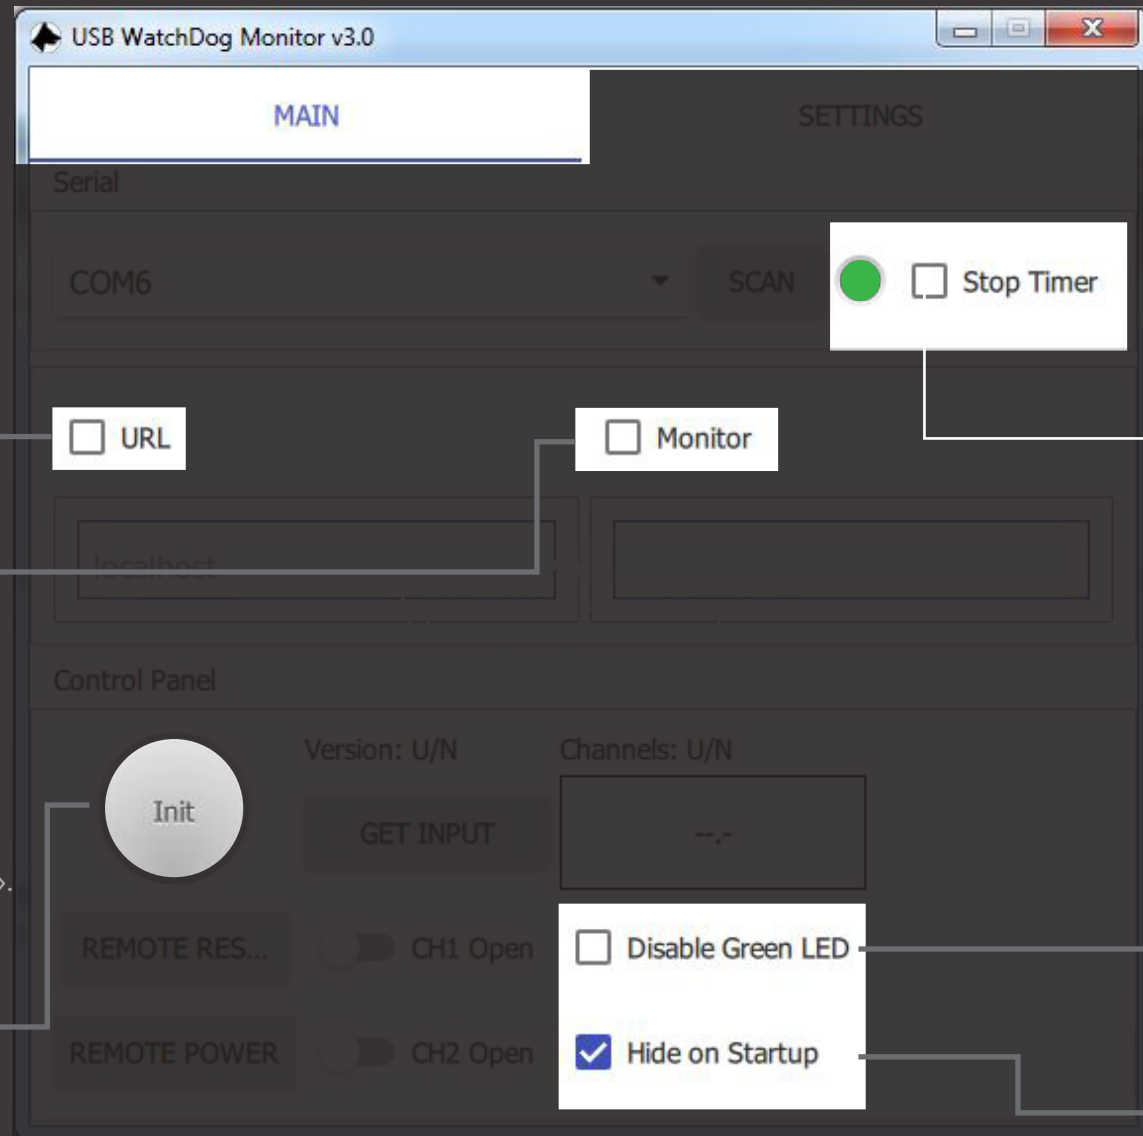 USB WatchDog Monitor v3.0
MAIN SETTINGS
Serial
COM6 SCAN Stop Timer
URL Monitor
localhost
Control Panel
Version: U/N Channels: U/N
Init GET INPUT --.-
›.
REMOTE RES... CH1 Open Disable Green LED
REMOTE POWER CH2 Open Hide on Startup